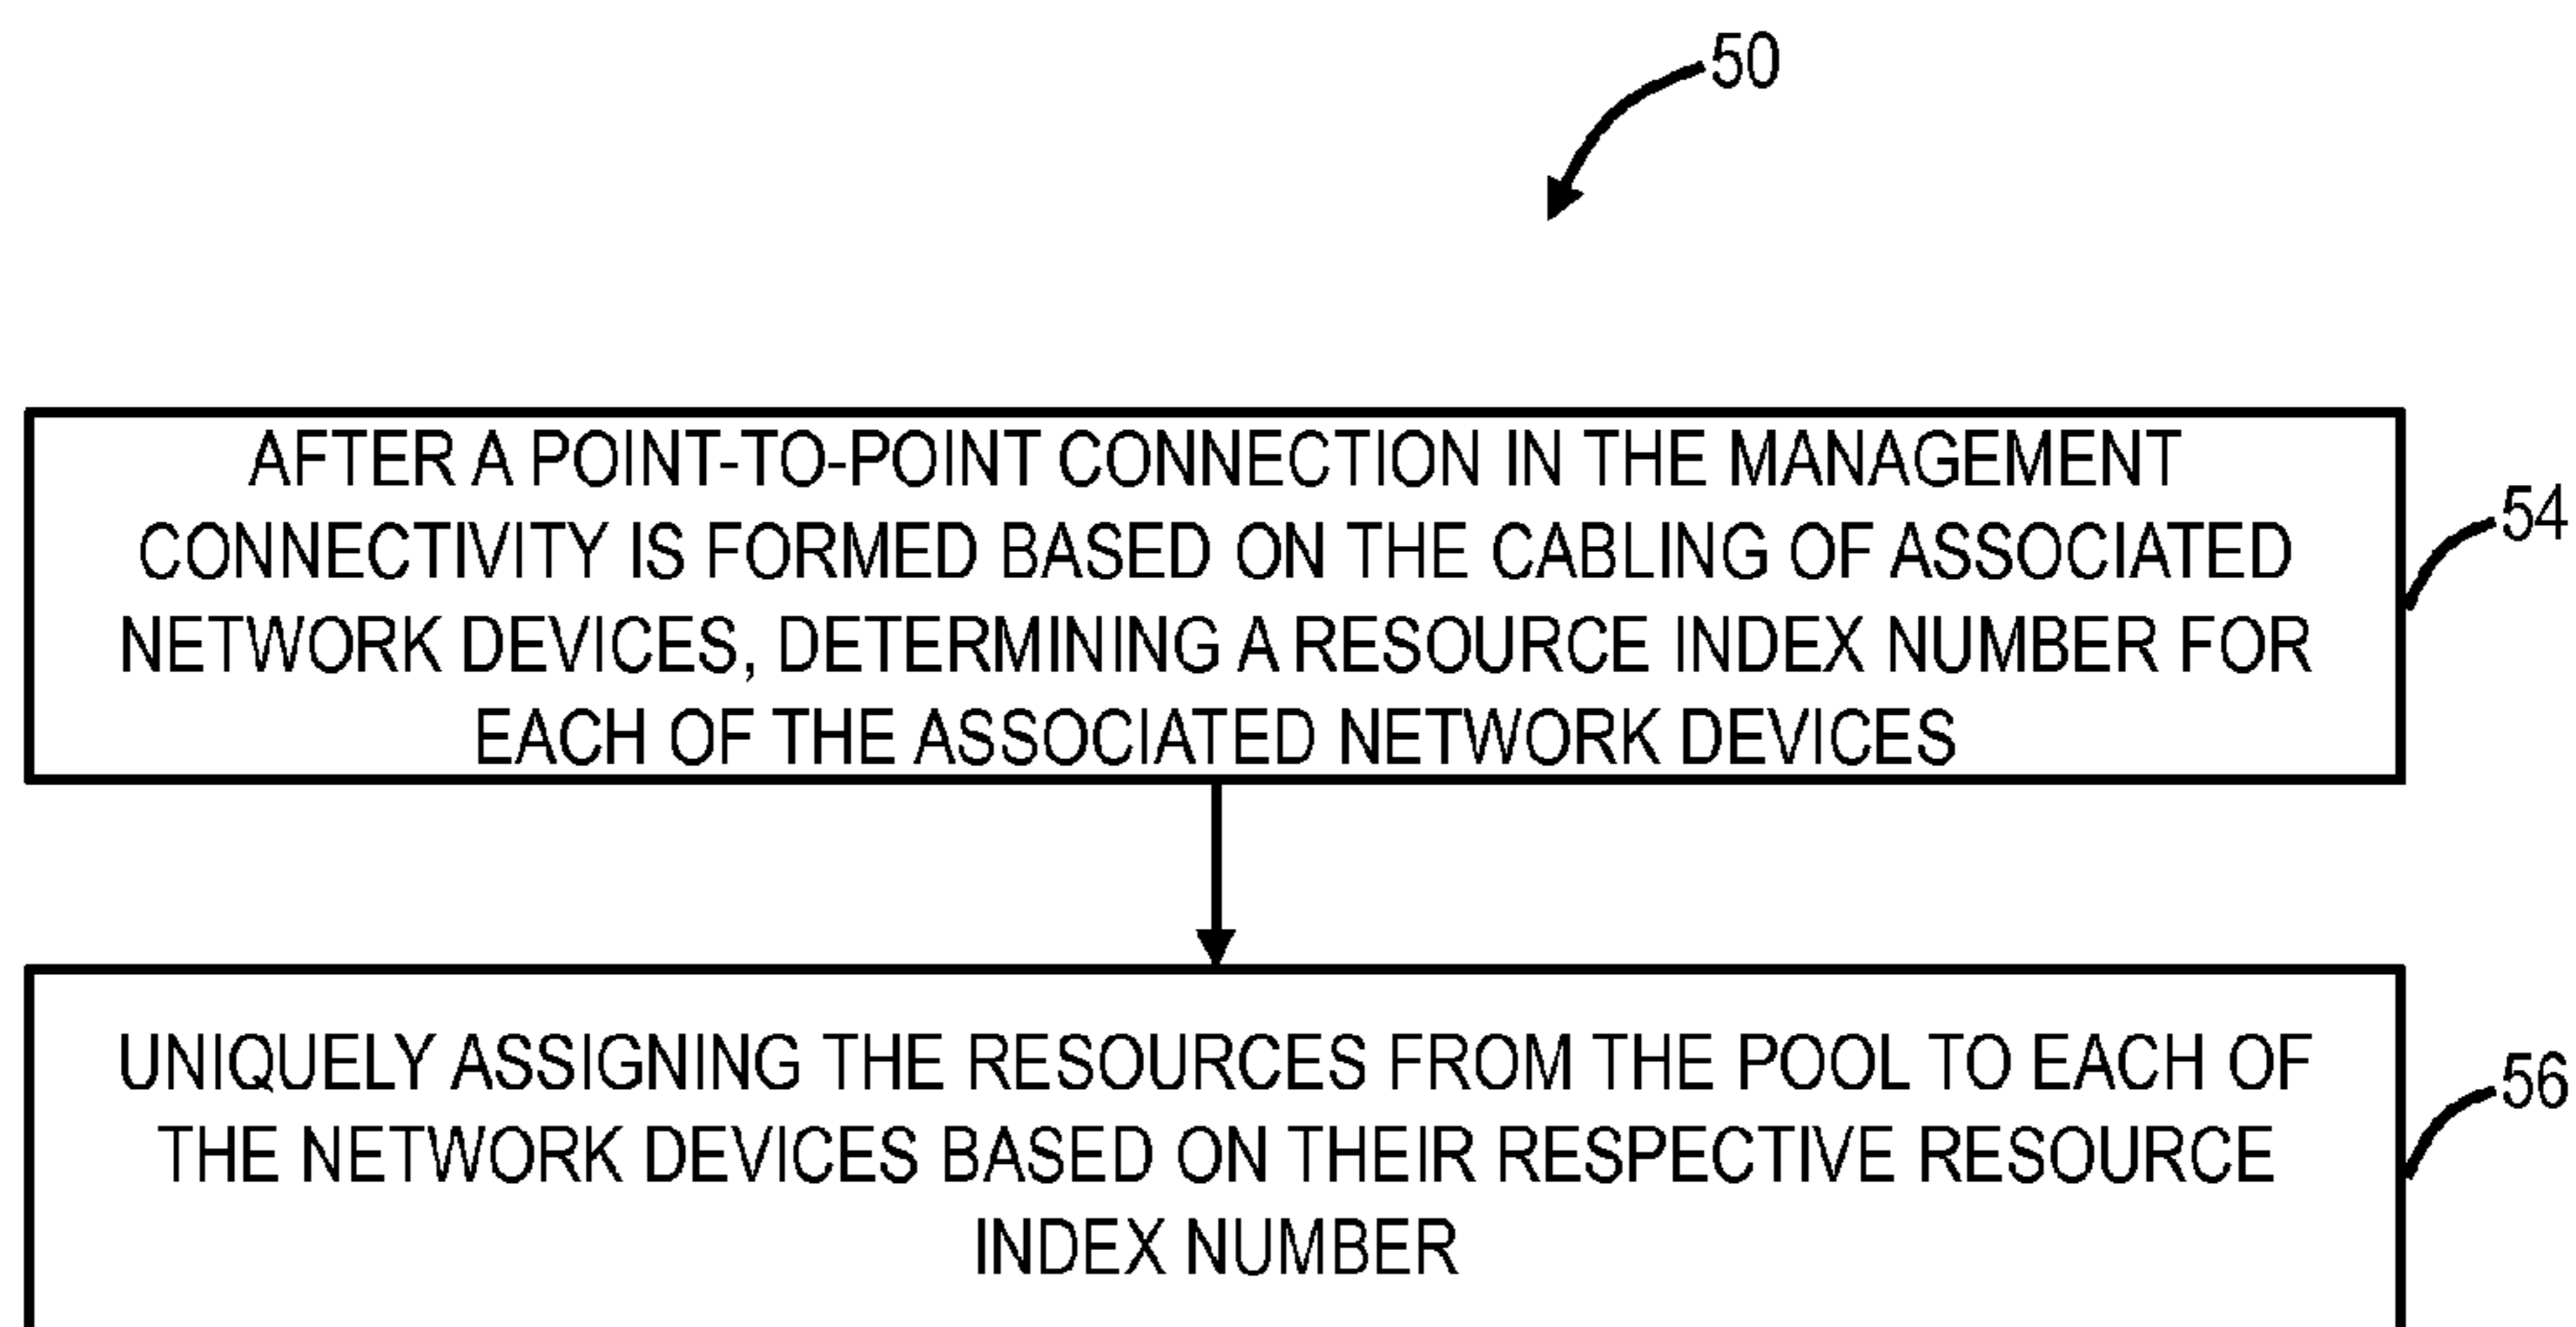 50
AFTER A POINT-TO-POINT CONNECTION IN THE MANAGEMENT
CONNECTIVITY IS FORMED BASED ON THE CABLING OF ASSOCIATED
NETWORK DEVICES, DETERMINING A RESOURCE INDEX NUMBER FOR
EACH OF THE ASSOCIATED NETWORK DEVICES
54
UNIQUELY ASSIGNING THE RESOURCES FROM THE POOL TO EACH OF
THE NETWORK DEVICES BASED ON THEIR RESPECTIVE RESOURCE
INDEX NUMBER
56